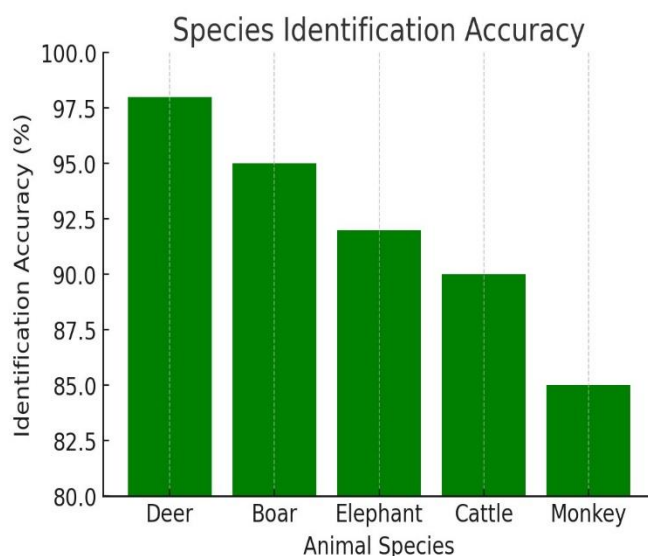 Species Identification Accuracy
Identification Accuracy (%)
100.0
97.5
95.0
92.5
90.0
87.5
85.0
82.5
80.0
Deer Boar Elephant Cattle Monkey
Animal Species